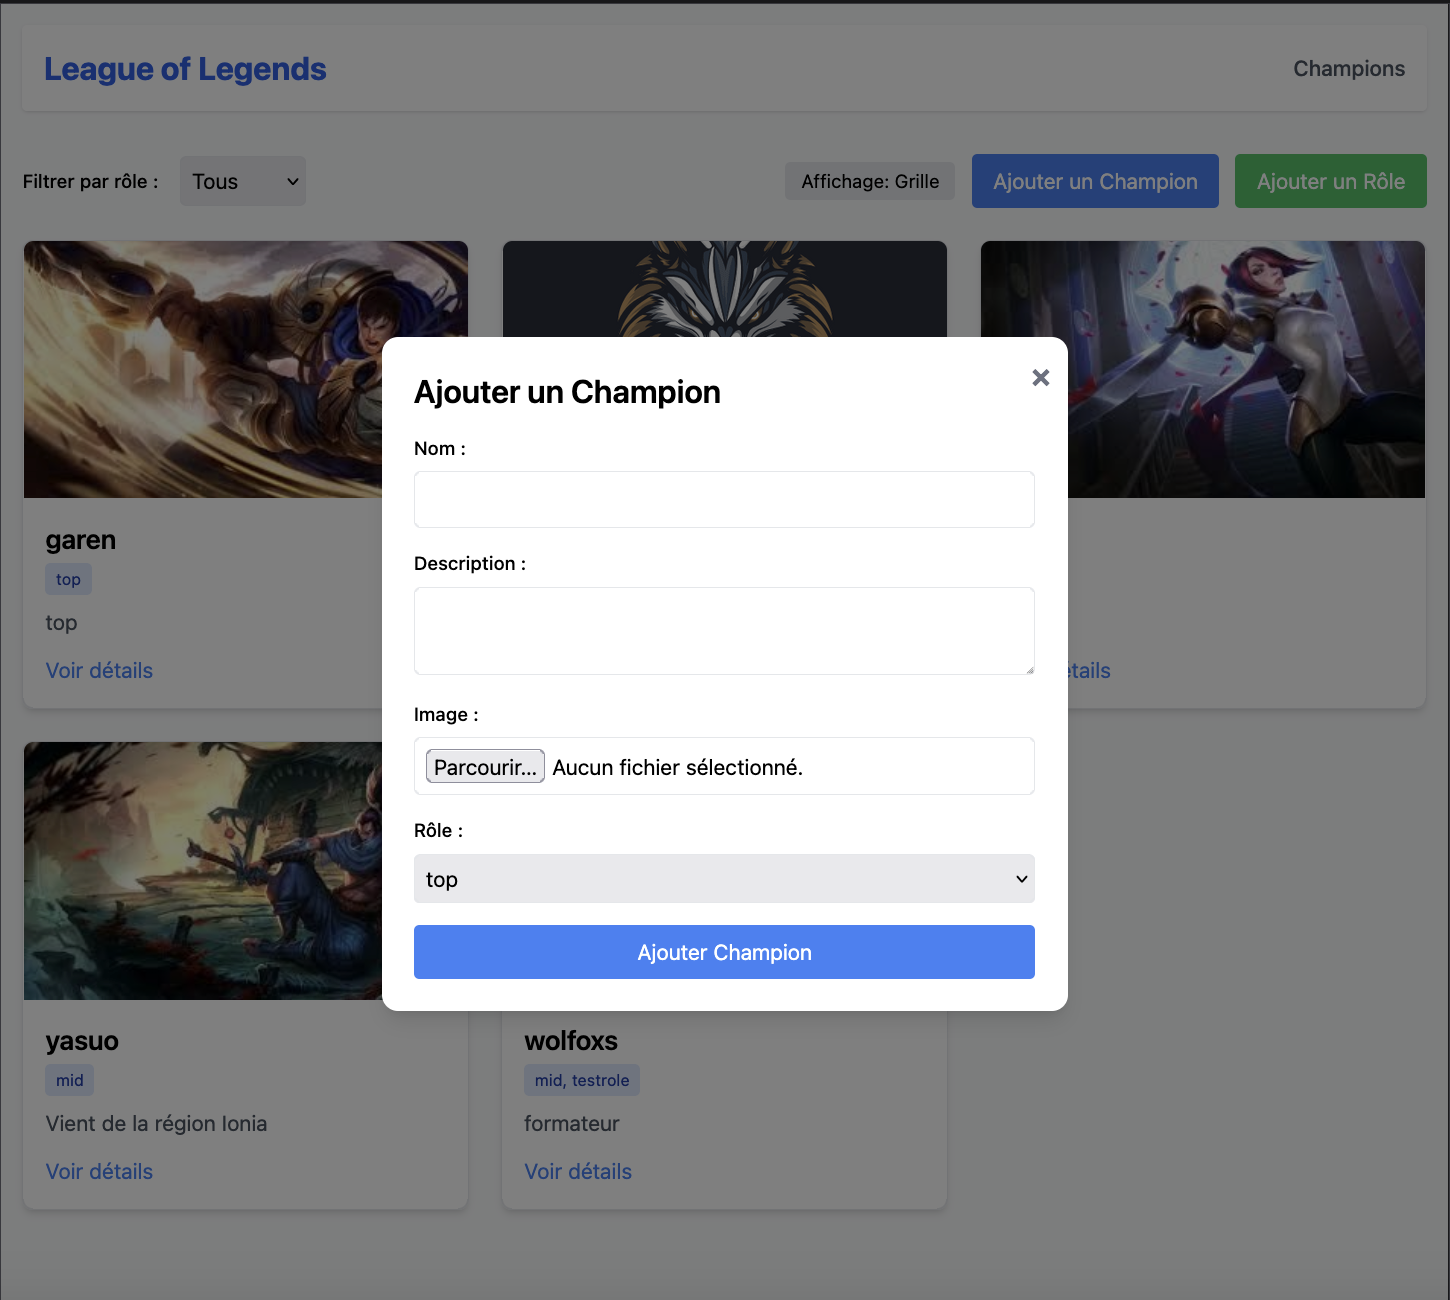 League of Legends
Champions
Filtrer par rôle :
Tous
Affichage: Grille
Ajouter un Champion
Ajouter un Rôle
Ajouter un Champion
Nom :
Description :
Image :
Parcourir... Aucun fichier sélectionné.
Rôle :
top
Ajouter Champion
garen
top
top
Voir détails
étails
yasuo
mid
Vient de la région Ionia
Voir détails
wolfoxs
mid, testrole
formateur
Voir détails